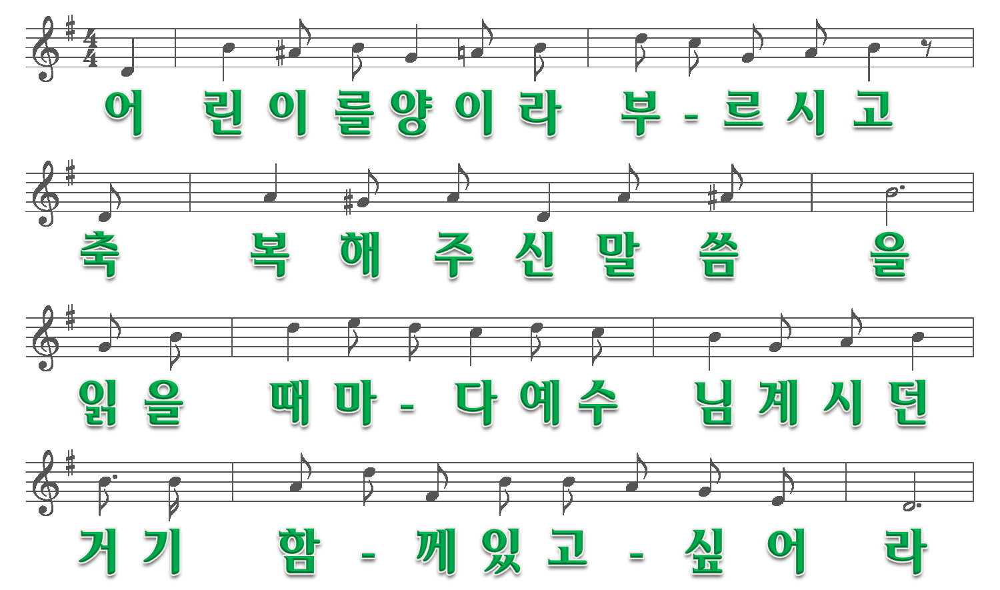 어 린이를양이라 부-르시고
축 복해주신말씀 을
읽을 때마-다예수 님계시던
거기 함-께있고-싶어 라